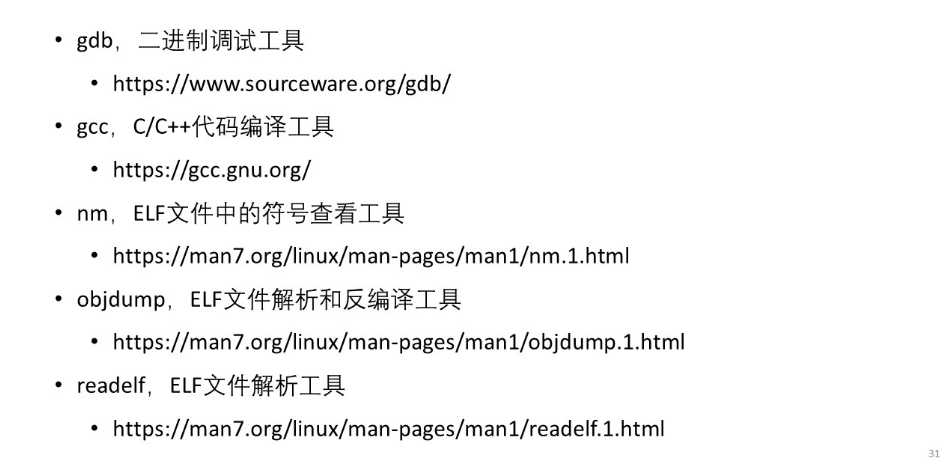 • gdb，二进制调试工具
• https://www.sourceware.org/gdb/
• gcc，C/C++代码编译工具
• https://gcc.gnu.org/
• nm，ELF文件中的符号查看工具
• https://man7.org/linux/man-pages/man1/nm.1.html
• objdump，ELF文件解析和反编译工具
• https://man7.org/linux/man-pages/man1/objdump.1.html
• readelf，ELF文件解析工具
• https://man7.org/linux/man-pages/man1/readelf.1.html
31